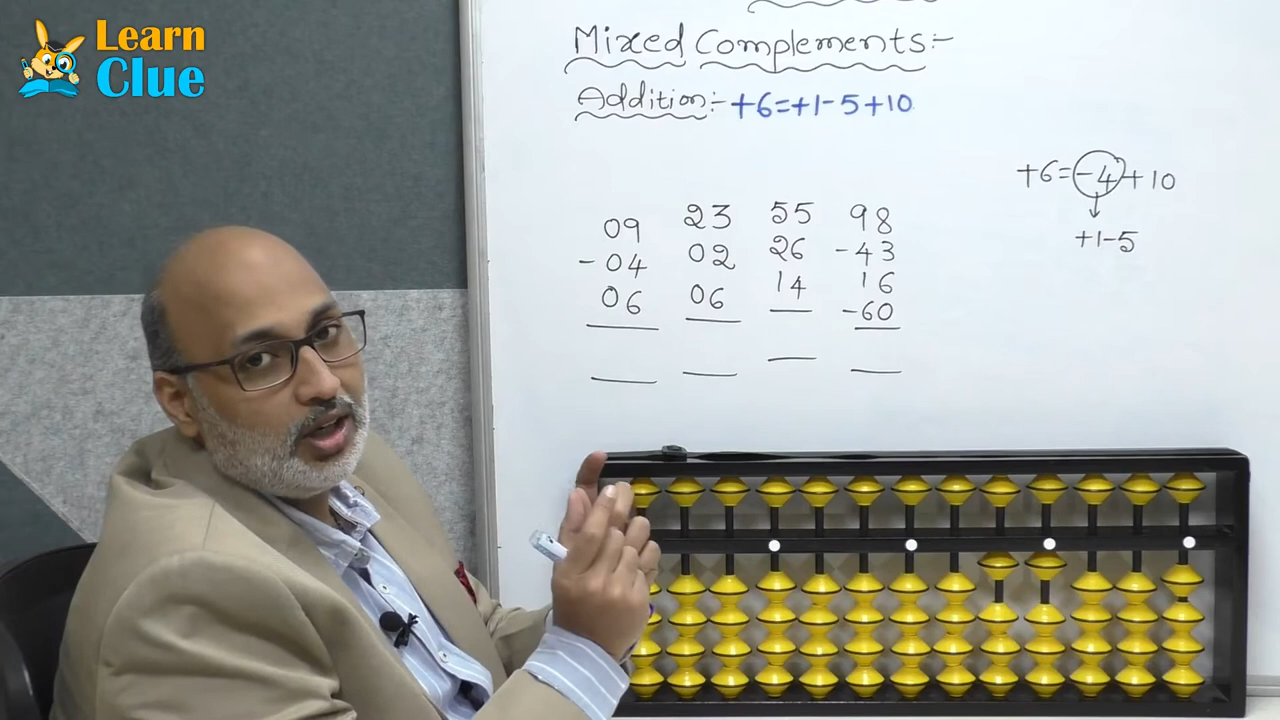 Learn
Clue
Mixed Complements:-
Addition:- +6=+1-5+10
+6=-4+10
+1-5
09 23 55 98
-04 02 26 -43
06 06 14 16
-60